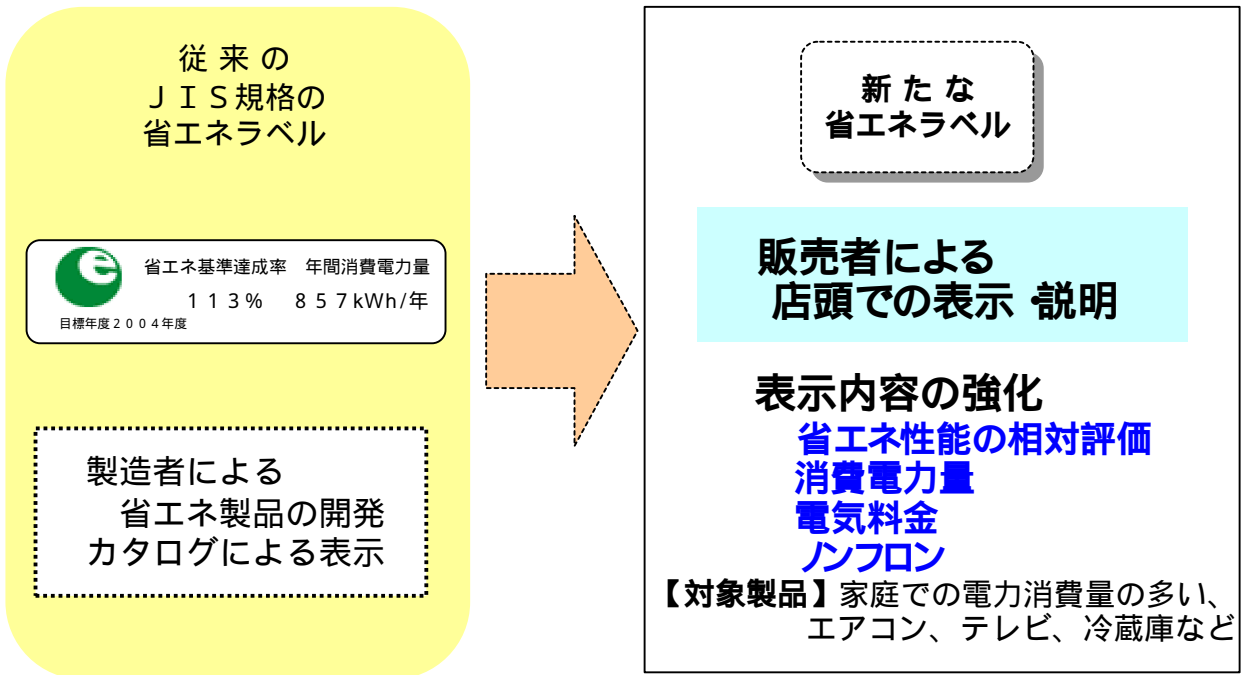 従来の
JIS規格の
省エネラベル
e
省エネ基準達成率 年間消費電力量
113% 857kWh/年
目標年度2004年度
製造者による
省エネ製品の開発
カタログによる表示
新たな
省エネラベル
販売者による
店頭での表示・説明
表示内容の強化
省エネ性能の相対評価
消費電力量
電気料金
ノンフロン
【対象製品】家庭での電力消費量の多い、
エアコン、テレビ、冷蔵庫など